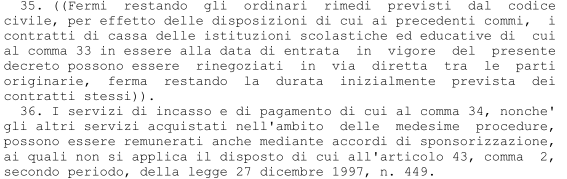 35. ((Fermi restando gli ordinari rimedi previsti dal codice
civile, per effetto delle disposizioni di cui ai precedenti commi, i
contratti di cassa delle istituzioni scolastiche ed educative di cui
al comma 33 in essere alla data di entrata in vigore del presente
decreto possono essere rinegoziati in via diretta tra le parti
originarie, ferma restando la durata inizialmente prevista dei
contratti stessi)).
36. I servizi di incasso e di pagamento di cui al comma 34, nonche'
gli altri servizi acquistati nell'ambito delle medesime procedure,
possono essere remunerati anche mediante accordi di sponsorizzazione,
ai quali non si applica il disposto di cui all'articolo 43, comma 2,
secondo periodo, della legge 27 dicembre 1997, n. 449.